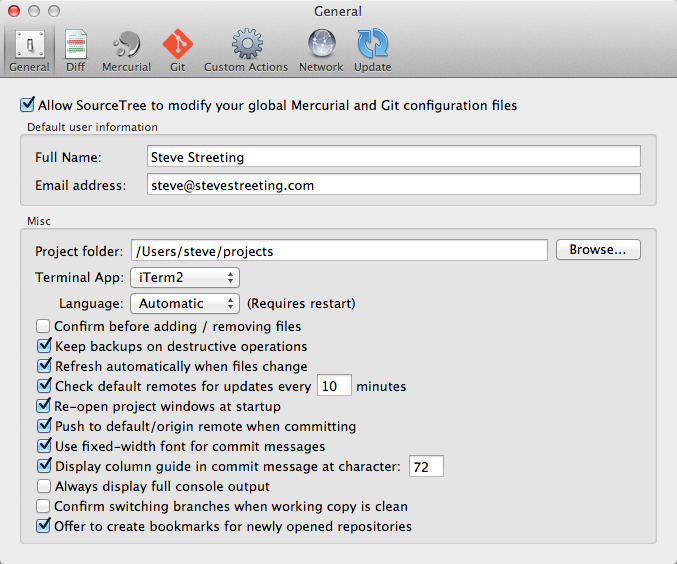 General
General Diff Mercurial Git Custom Actions Network Update
Allow SourceTree to modify your global Mercurial and Git configuration files
Default user information
Full Name: Steve Streeting
Email address: steve@stevestreeting.com
Misc
Project folder: /Users/steve/projects Browse...
Terminal App: iTerm2
Language: Automatic (Requires restart)
Confirm before adding / removing files
Keep backups on destructive operations
Refresh automatically when files change
Check default remotes for updates every 10 minutes
Re-open project windows at startup
Push to default/origin remote when committing
Use fixed-width font for commit messages
Display column guide in commit message at character: 72
Always display full console output
Confirm switching branches when working copy is clean
Offer to create bookmarks for newly opened repositories